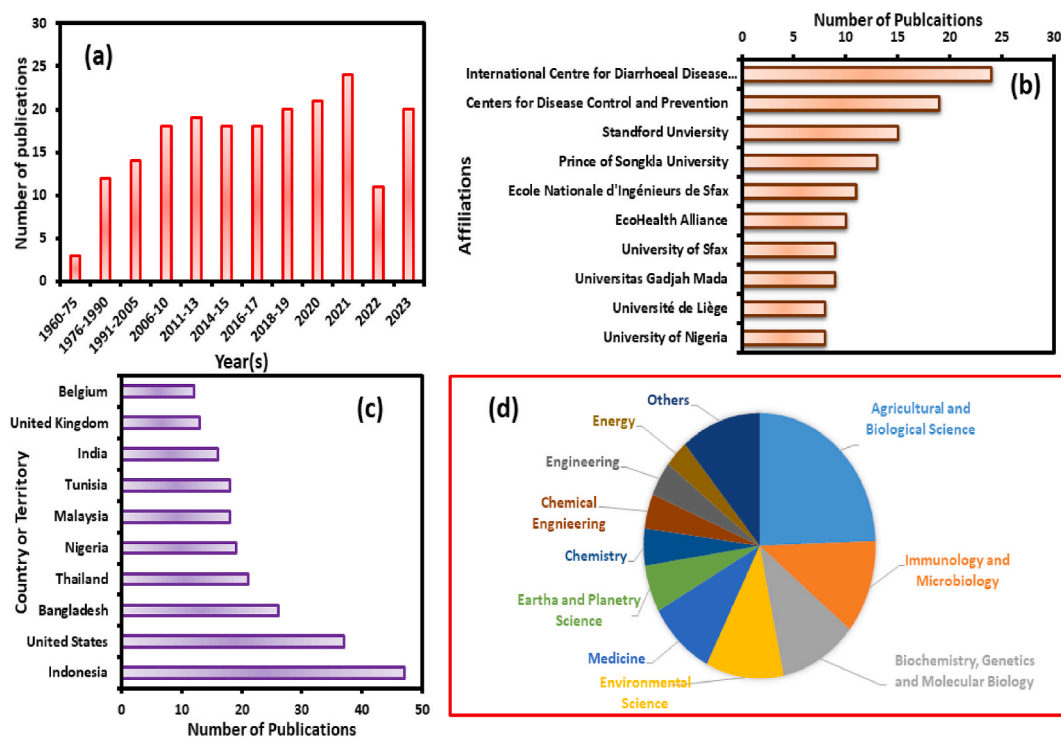 (a)
Number of publications
30
25
20
15
10
5
0
1960-75
1976-1990
1991-2005
2006-10
2011-13
2014-15
2016-17
2018-19
2020
2021
2022
2023
Year(s)
(b)
Number of Publcaitions
0
5
10
15
20
25
30
Affiliations
International Centre for Diarrhoeal Disease...
Centers for Disease Control and Prevention
Standford Unviersity
Prince of Songkla University
Ecole Nationale d'Ingénieurs de Sfax
EcoHealth Alliance
University of Sfax
Universitas Gadjah Mada
Université de Liège
University of Nigeria
(c)
Country or Territory
Belgium
United Kingdom
India
Tunisia
Malaysia
Nigeria
Thailand
Bangladesh
United States
Indonesia
0
10
20
30
40
50
Number of Publications
(d)
Others
Energy
Engineering
Chemical
Engnieering
Chemistry
Eartha and Planetry
Science
Medicine
Environmental
Science
Agricultural and
Biological Science
Immunology and
Microbiology
Biochemistry, Genetics
and Molecular Biology